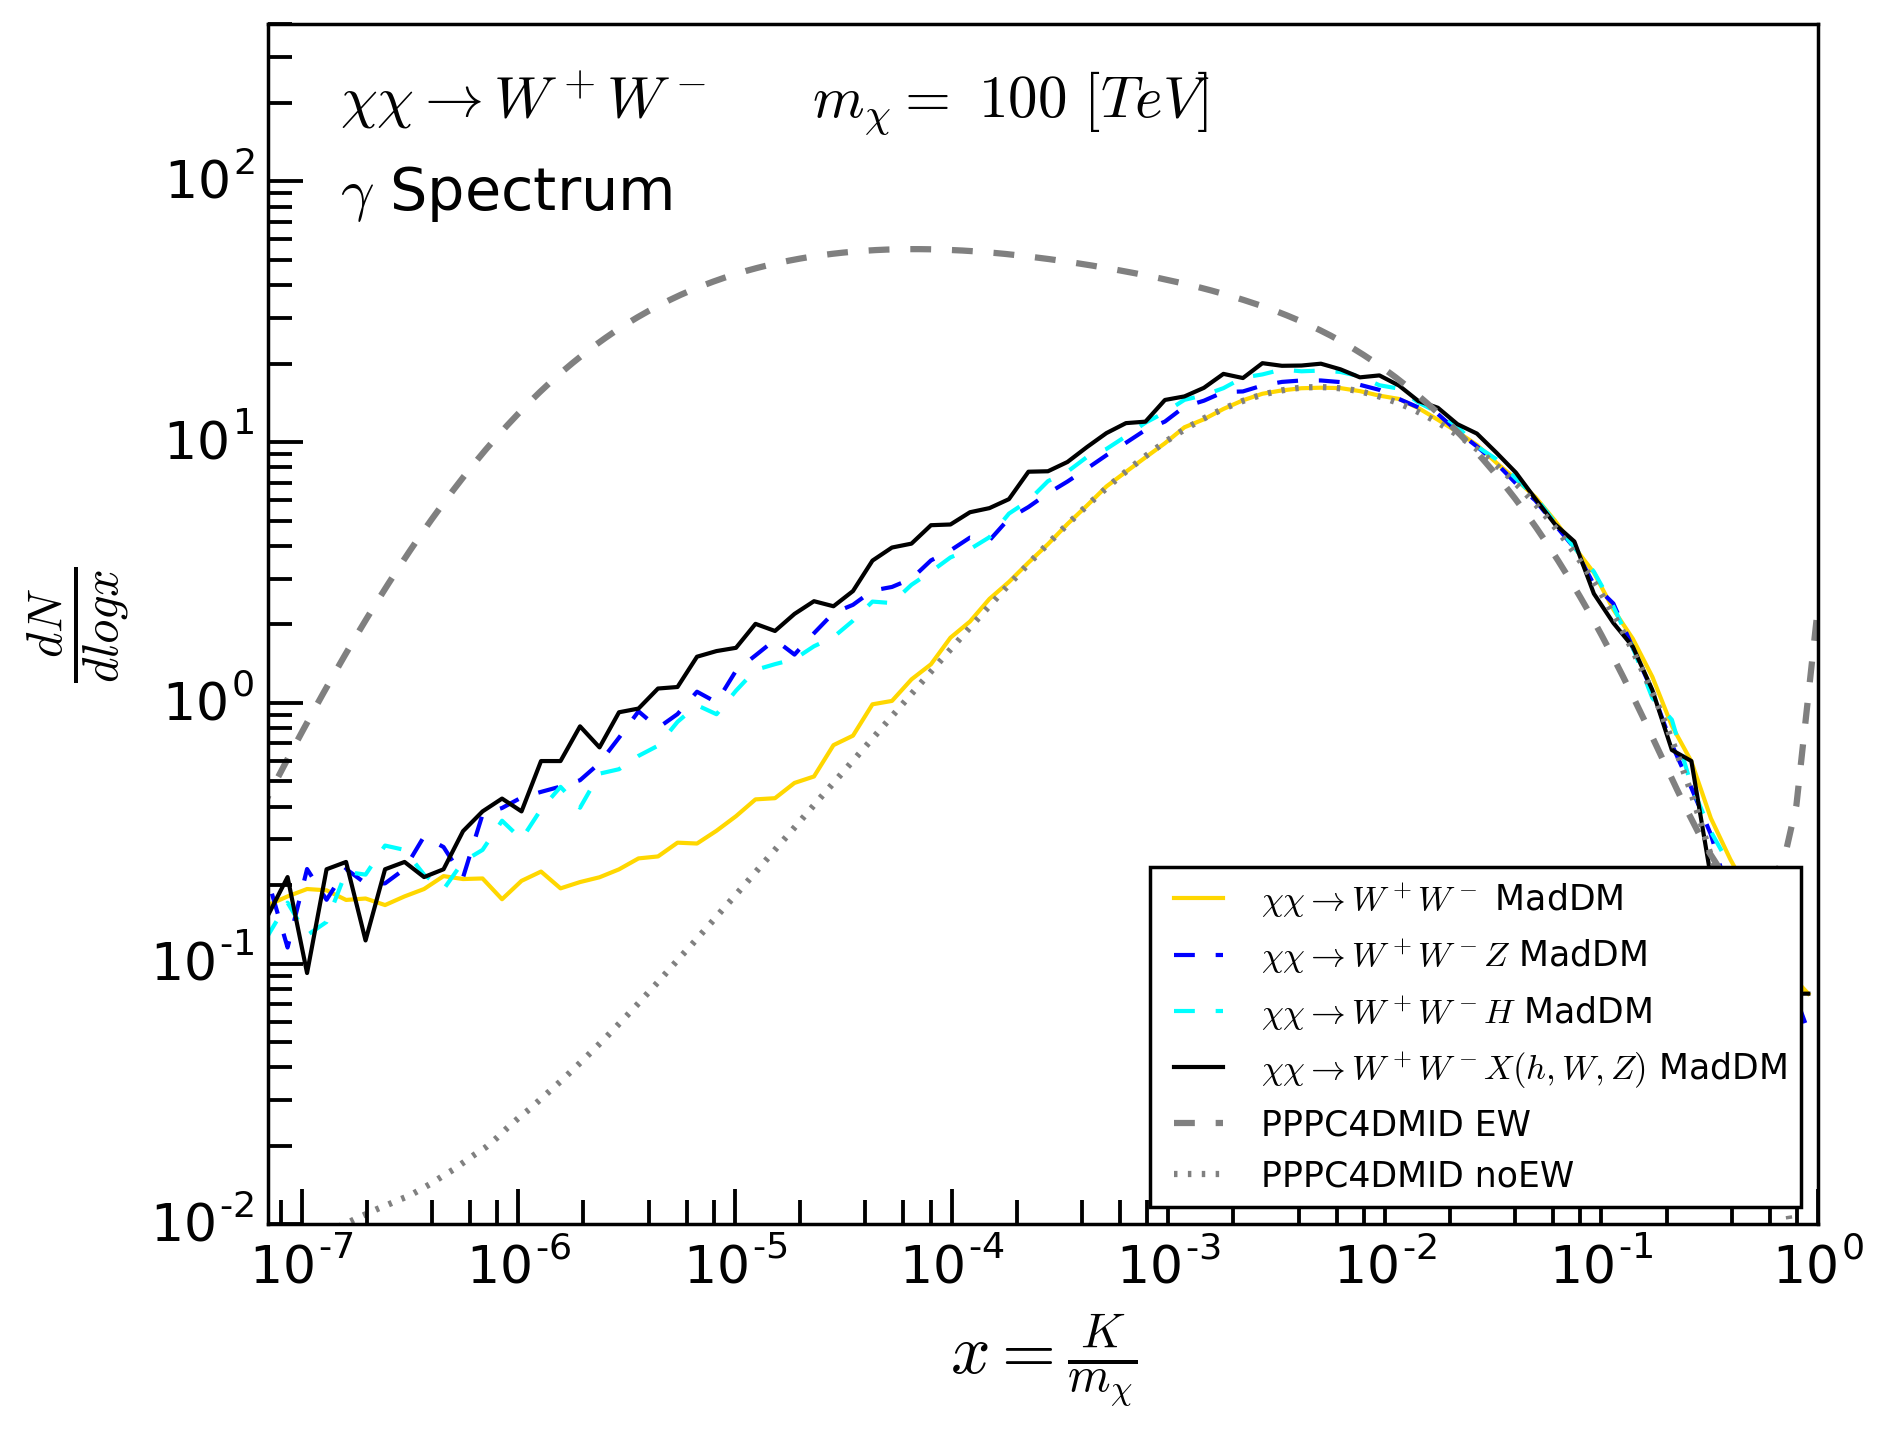 χχ → W⁺W⁻ m_χ = 100 [TeV]
γ Spectrum
10²
10¹
10⁰
10⁻¹
10⁻²
dN
dlogx
χχ → W⁺W⁻ MadDM
χχ → W⁺W⁻Z MadDM
χχ → W⁺W⁻H MadDM
χχ → W⁺W⁻X(h, W, Z) MadDM
PPPC4DMID EW
PPPC4DMID noEW
10⁻⁷ 10⁻⁶ 10⁻⁵ 10⁻⁴ 10⁻³ 10⁻² 10⁻¹ 10⁰
x = K/m_χ